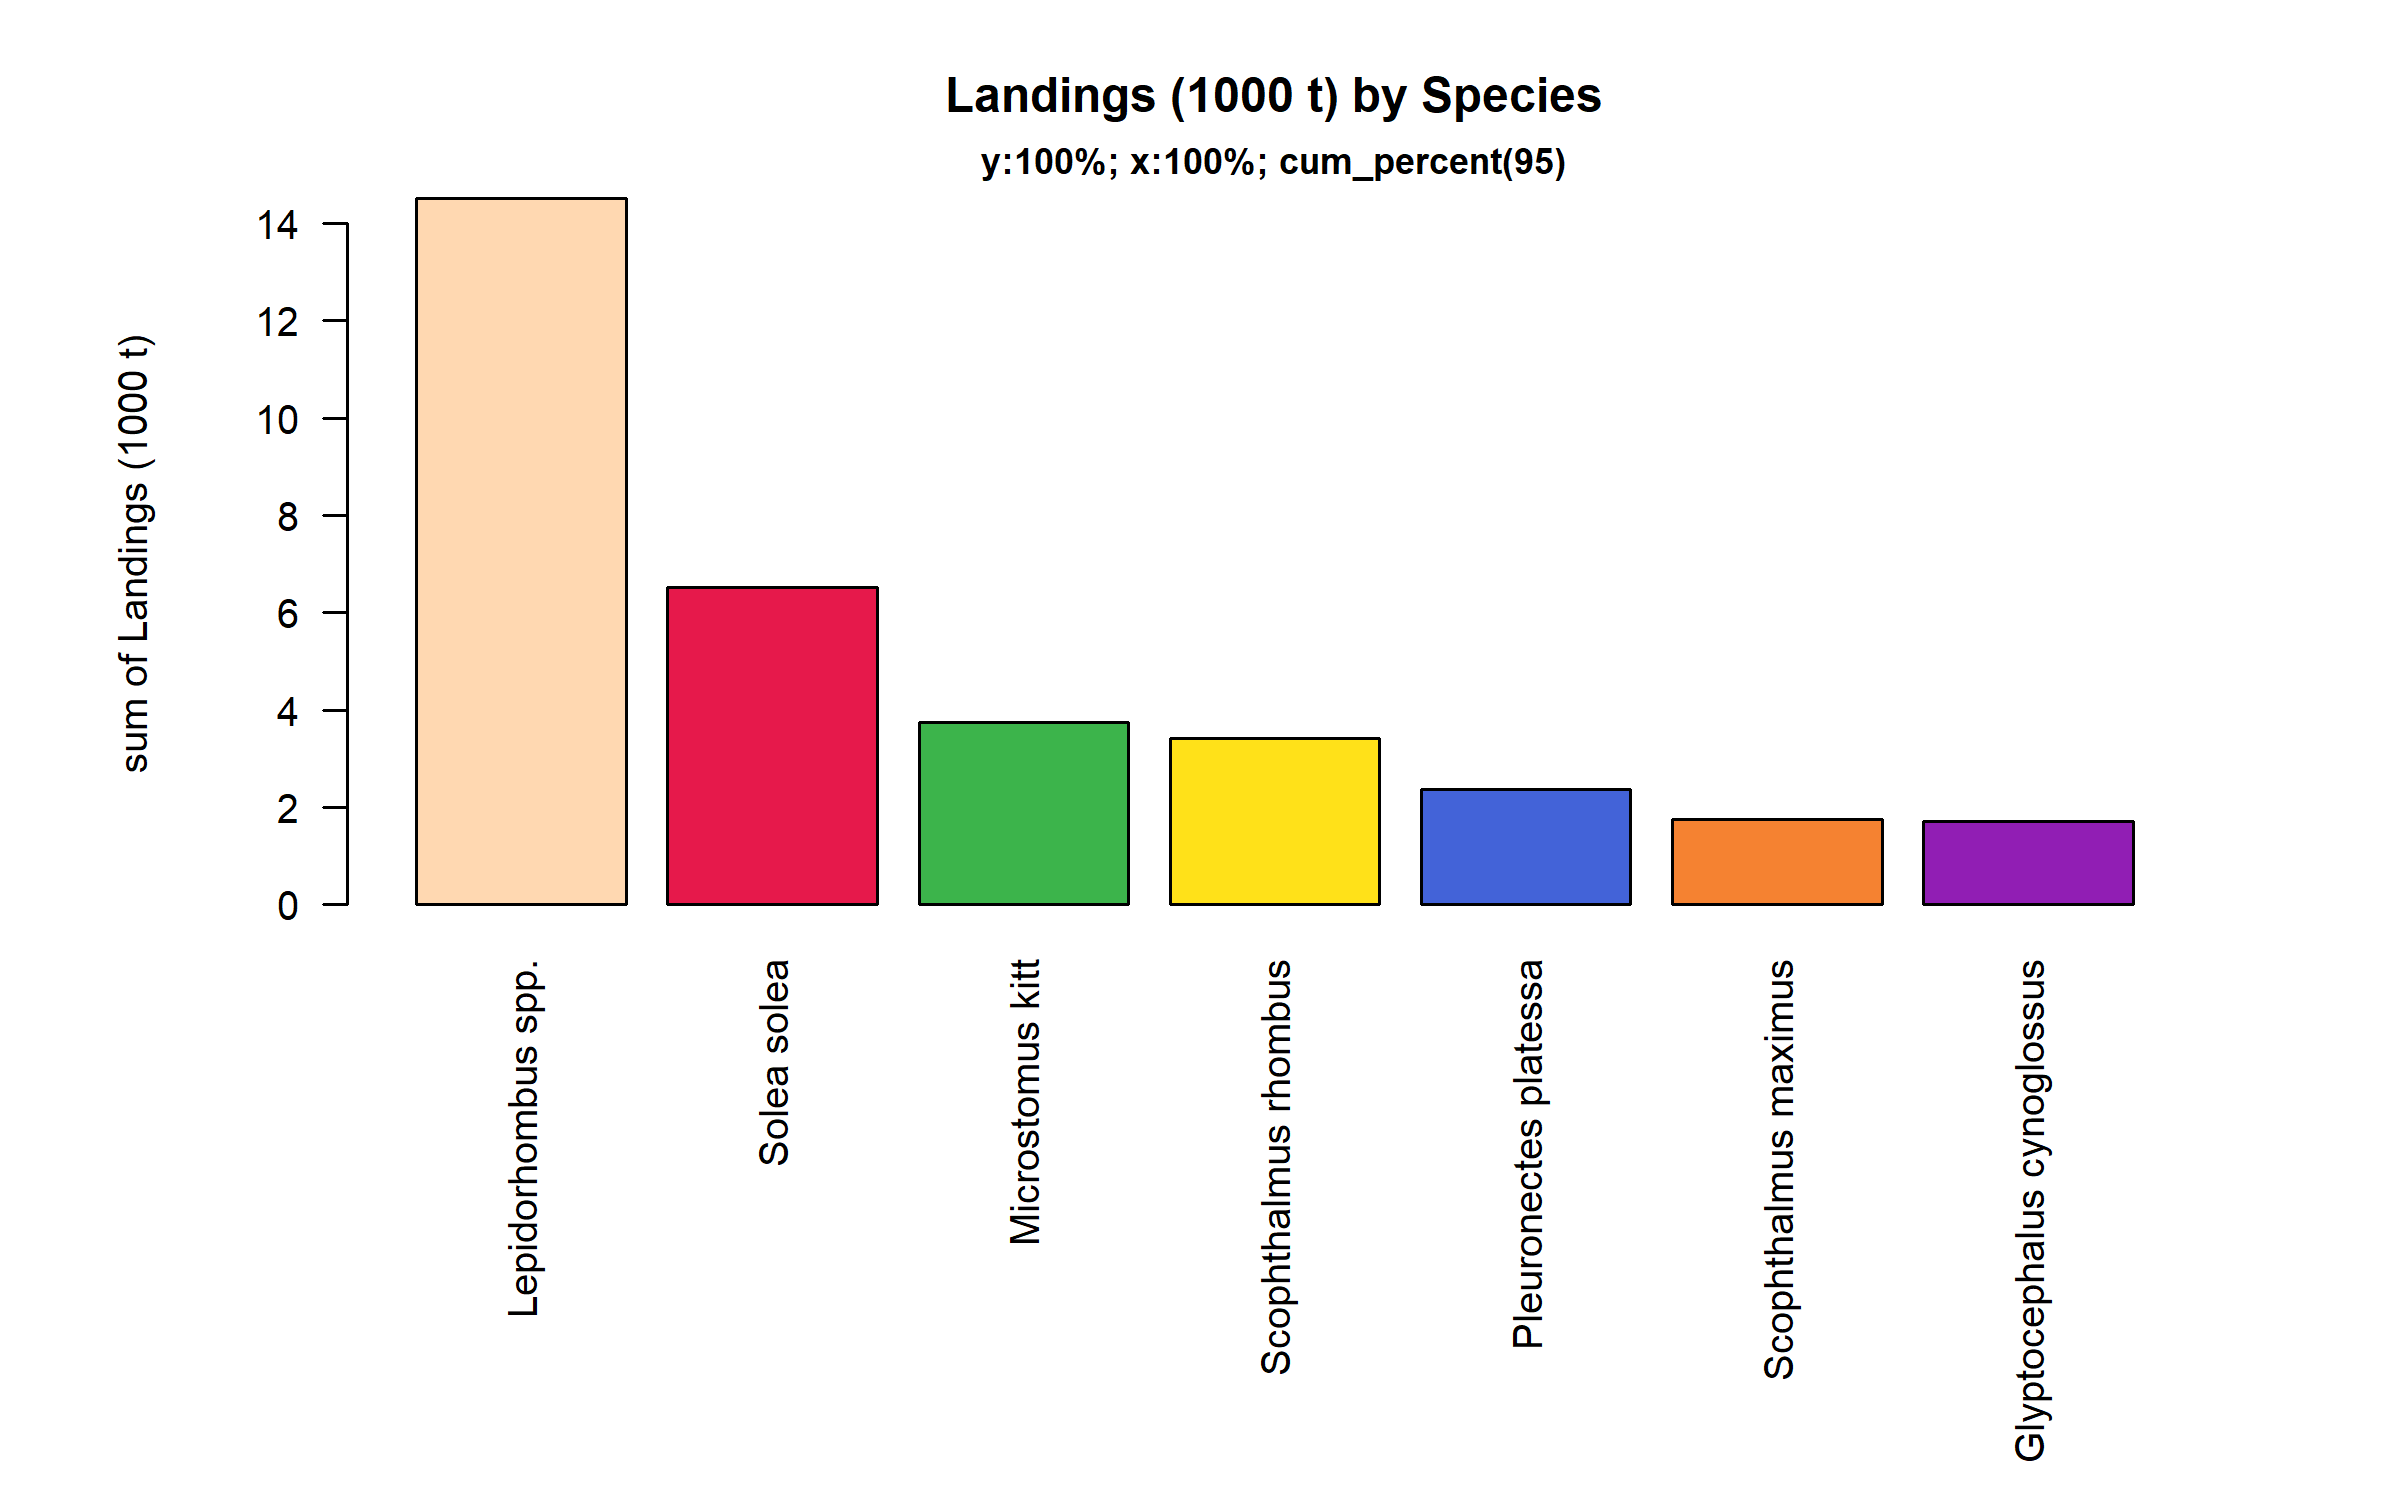 Landings (1000 t) by Species
y:100%; x:100%; cum_percent(95)
sum of Landings (1000 t)
14
12
10
8
6
4
2
0
Lepidorhombus spp.
Solea solea
Microstomus kitt
Scophthalmus rhombus
Pleuronectes platessa
Scophthalmus maximus
Glyptocephalus cynoglossus